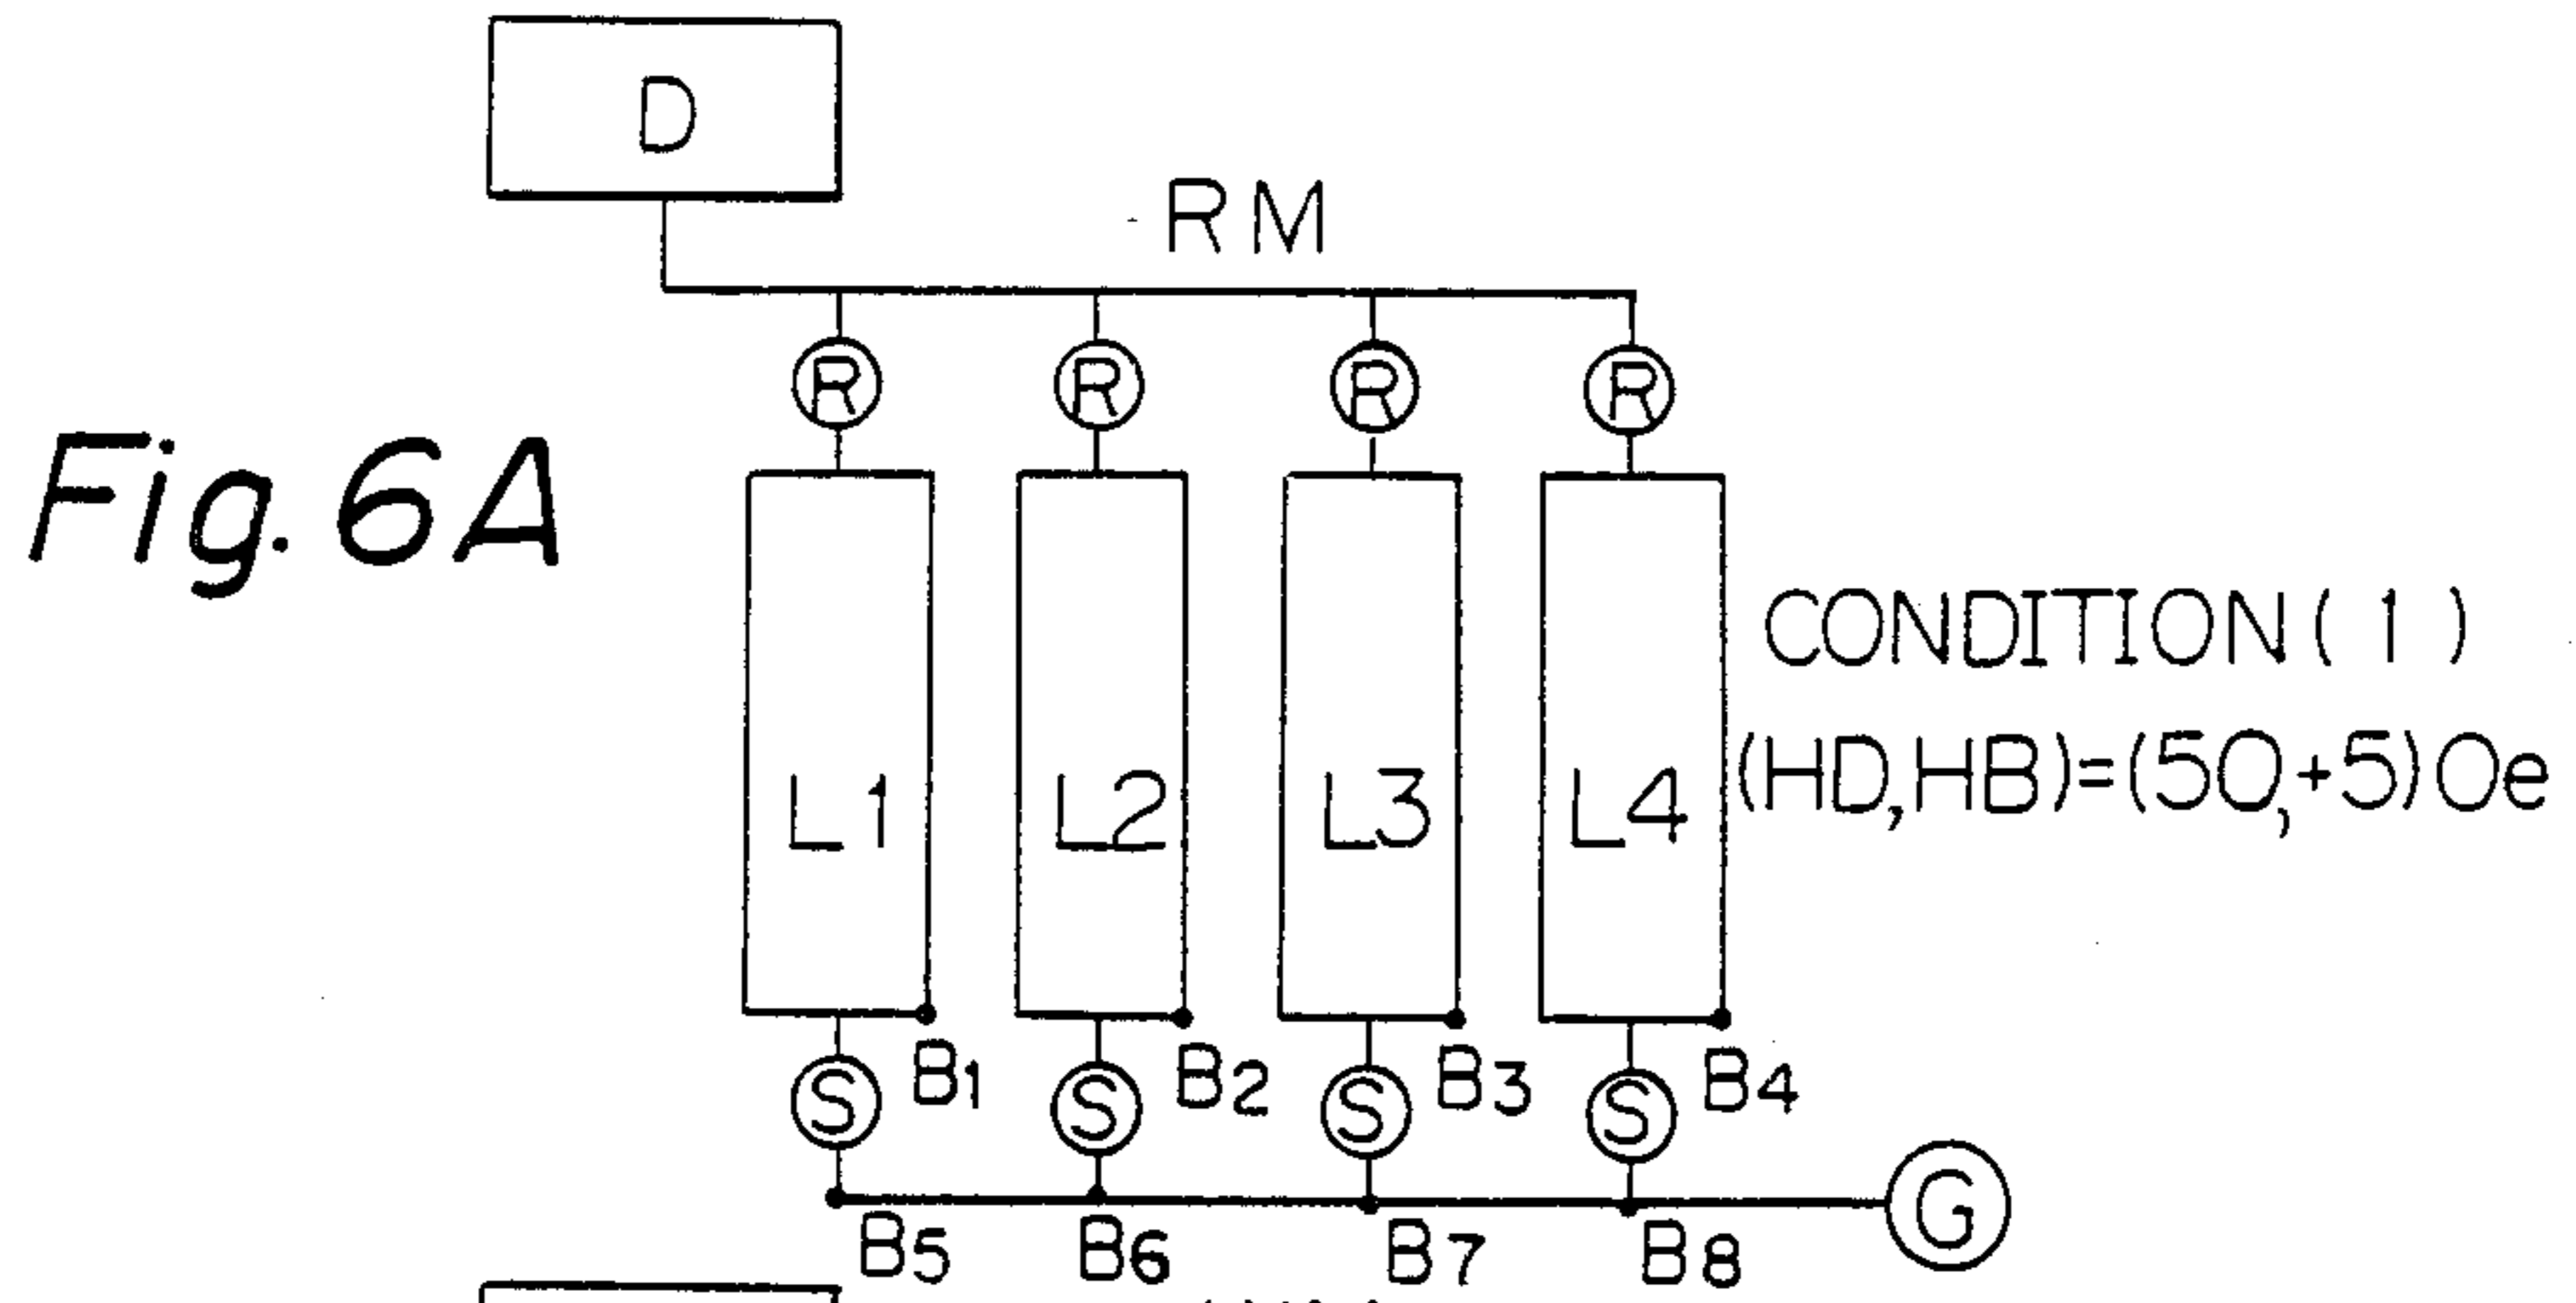 D
RM
R R R R
Fig. 6A
CONDITION(1)
(HD,HB)=(50,+5)Oe
L1 L2 L3 L4
B1 B2 B3 B4
S S S S
G
B5 B6 B7 B8